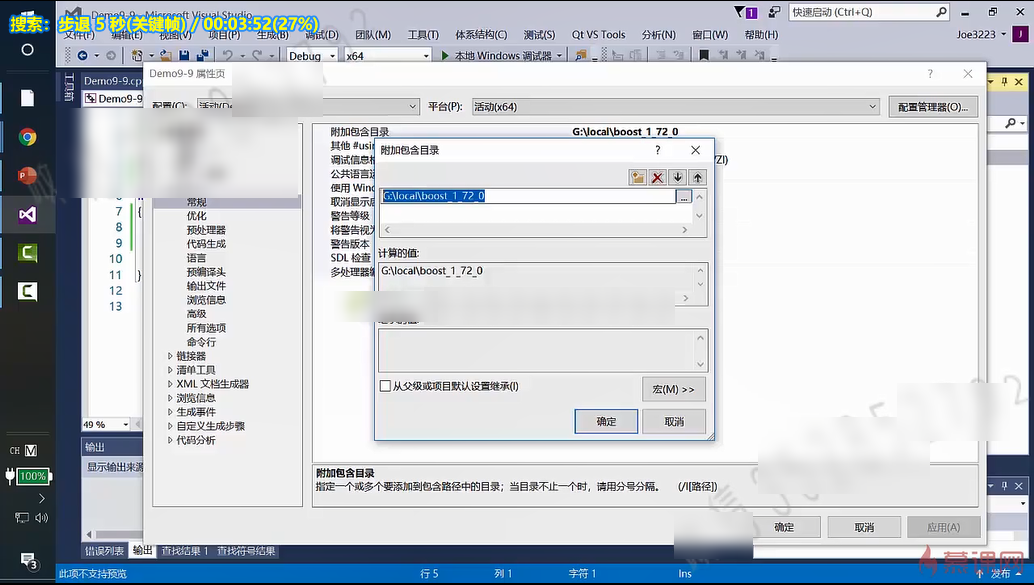 搜索: 步退 5 秒(关键帧) / 00:03:52(27%)
Demo9-9 - Microsoft Visual Studio
快速启动 (Ctrl+Q)
文件(F) 编辑(E) 视图(V) 项目(P) 生成(B) 调试(D) 团队(M) 工具(T) 体系结构(C) 测试(S) Qt VS Tools 分析(N) 窗口(W) 帮助(H)
Joe3223
Debug x64 本地 Windows 调试器
工具箱
Demo9-9.cp
Demo9-9
Demo9-9 属性页
配置(C): 活动(De
平台(P): 活动(x64)
配置管理器(O)...
常规
优化
预处理器
代码生成
语言
预编译头
输出文件
浏览信息
高级
所有选项
命令行
链接器
清单工具
XML 文档生成器
浏览信息
生成事件
自定义生成步骤
代码分析
7 {
8
9
10
11 }
12
13
附加包含目录 G:\local\boost_1_72_0
其他 #usin
调试信息格
公共语言运
使用 Wind
取消显示启
警告等级
将警告视为
警告版本
SDL 检查
多处理器编
/ZI)
附加包含目录
G:\local\boost_1_72_0
...
计算的值:
G:\local\boost_1_72_0
从父级或项目默认设置继承(I)
宏(M) >>
确定 取消
附加包含目录
指定一个或多个要添加到包含路径中的目录；当目录不止一个时，请用分号分隔。 (/I[路径])
确定 取消 应用(A)
49 %
输出
显示输出来源
错误列表 输出 查找结果 1 查找符号结果
此项不支持预览 行 5 列 1 字符 1 Ins 发布
CH M
100%
3
慕课网